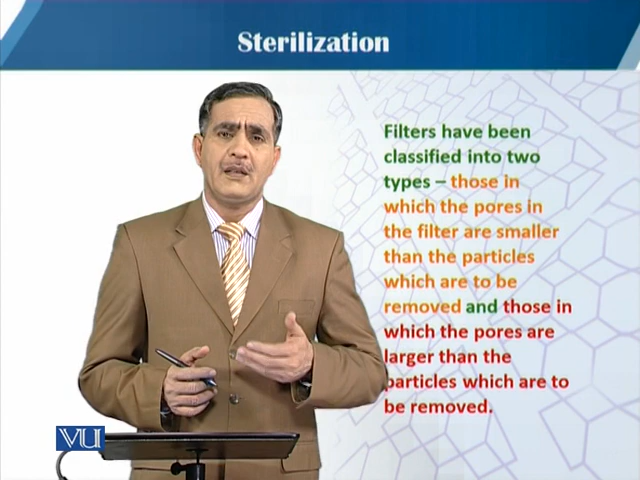 Sterilization
Filters have been
classified into two
types – those in
which the pores in
the filter are smaller
than the particles
which are to be
removed and those in
which the pores are
larger than the
particles which are to
be removed.
VU